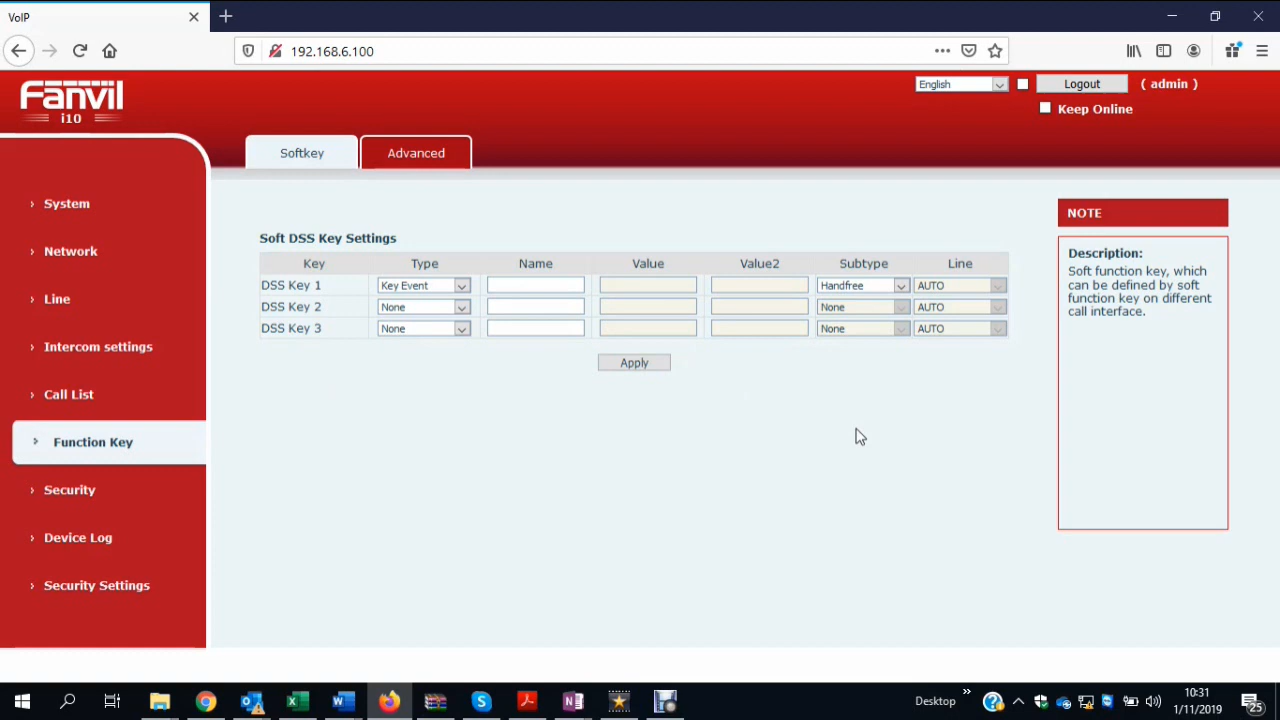 VoIP
192.168.6.100
Fanvil
i10
English
Logout
( admin )
Keep Online
Softkey
Advanced
System
Network
Line
Intercom settings
Call List
Function Key
Security
Device Log
Security Settings
Soft DSS Key Settings
Key Type Name Value Value2 Subtype Line
DSS Key 1 Key Event Handfree AUTO
DSS Key 2 None None AUTO
DSS Key 3 None None AUTO
Apply
NOTE
Description:
Soft function key, which
can be defined by soft
function key on different
call interface.
Desktop
10:31
1/11/2019
25